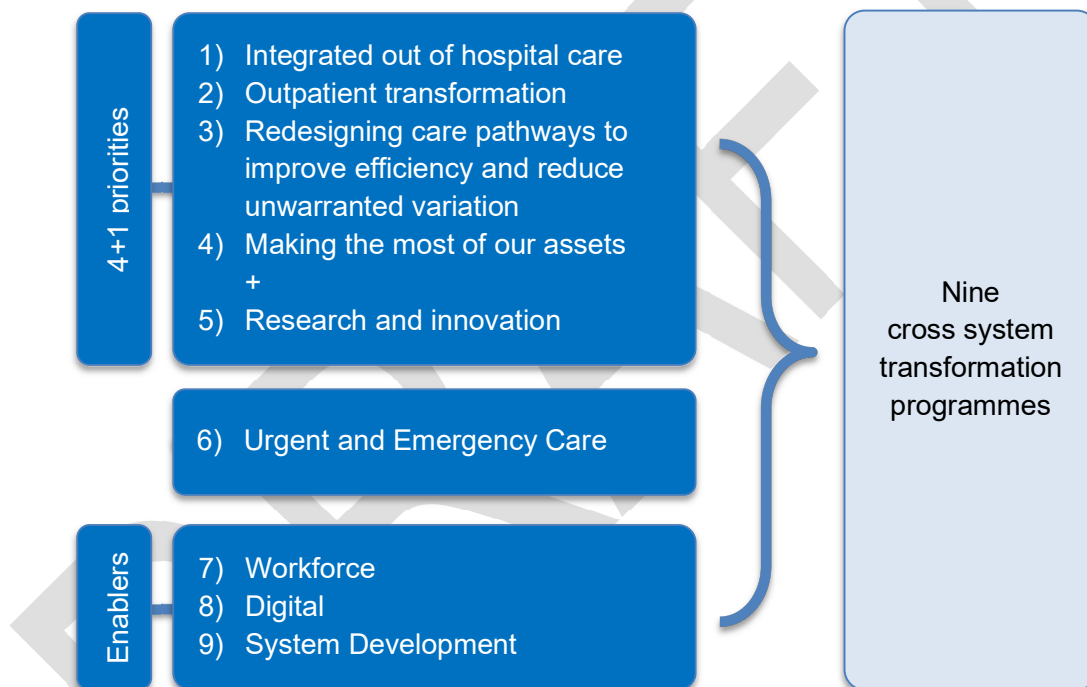 4+1 priorities
1) Integrated out of hospital care
2) Outpatient transformation
3) Redesigning care pathways to
improve efficiency and reduce
unwarranted variation
4) Making the most of our assets
+
5) Research and innovation
6) Urgent and Emergency Care
Enablers
7) Workforce
8) Digital
9) System Development
Nine
cross system
transformation
programmes